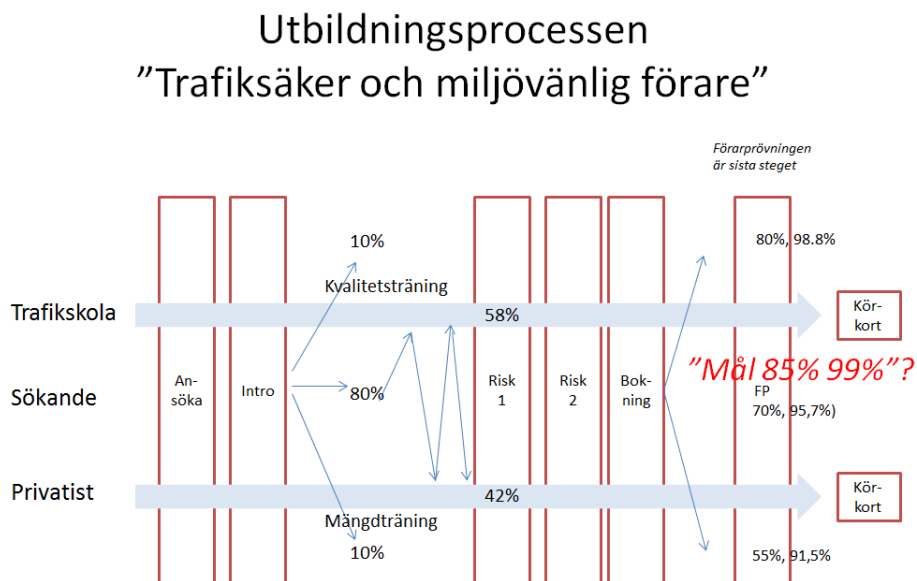 Utbildningsprocessen
”Trafiksäker och miljövänlig förare”
Förarprövningen
är sista steget
10%
80%, 98.8%
Kvalitetsträning
Trafikskola
58%
Kör-
kort
”Mål 85% 99%”?
Sökande
An-
söka
Intro
80%
Risk
1
Risk
2
Bok-
ning
FP
70%, 95,7%)
Privatist
42%
Kör-
kort
Mängdträning
10%
55%, 91,5%